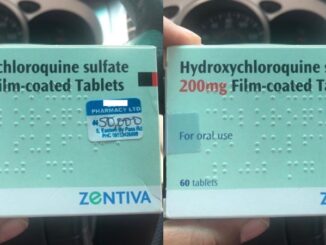 chloroquine sulfate
ilm-coated Tablets
PHARMACY LTD
₦50,000
ZENTIVA
Hydroxychloroquine s
200mg Film-coated Ta
For oral use
60 tablets
ZE